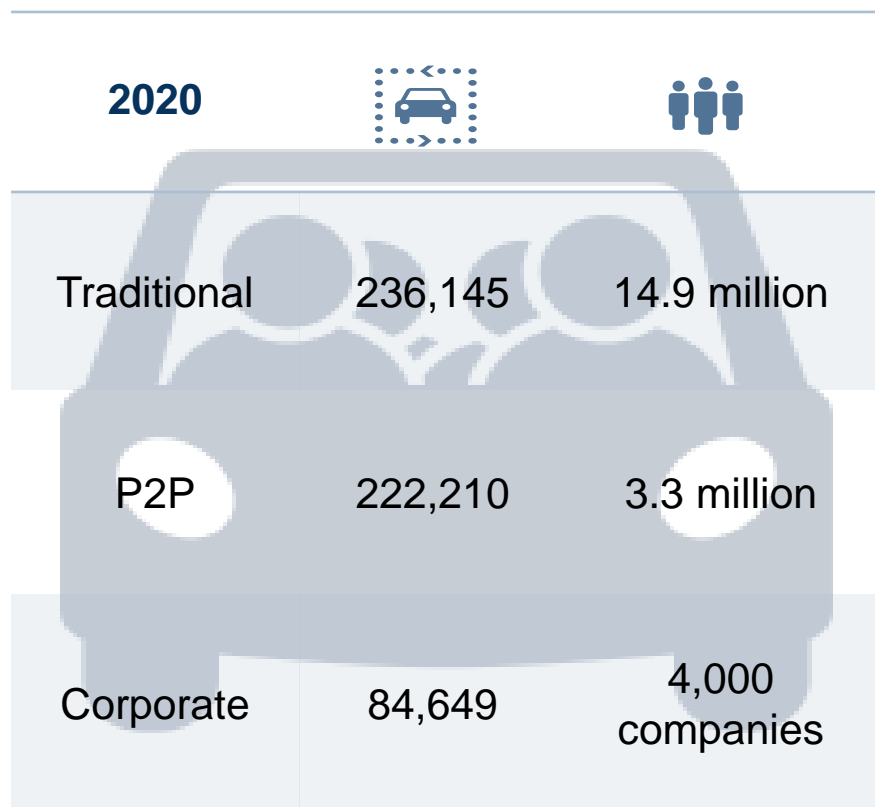 2020
Traditional 236,145 14.9 million
P2P 222,210 3.3 million
Corporate 84,649 4,000
companies